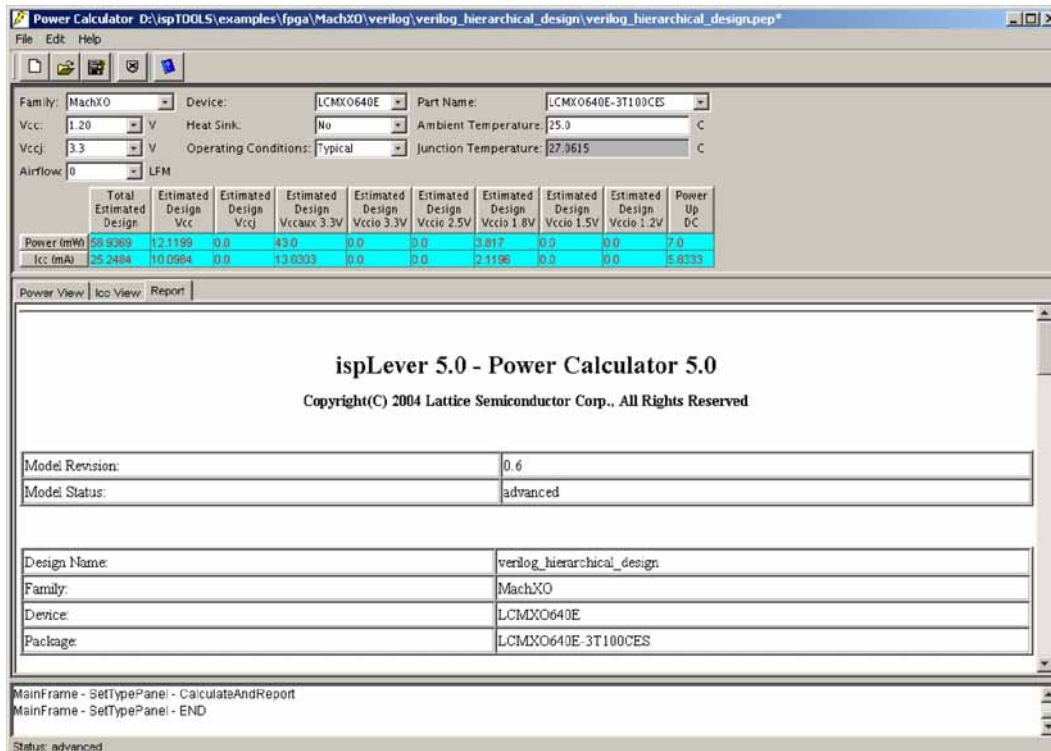 Power Calculator D:\ispTOOLS\examples\fpga\MachXO\verilog\verilog_hierarchical_design\verilog_hierarchical_design.pep*
File Edit Help
Family: MachXO Device: LCMXO640E Part Name: LCMXO640E-3T100CES
Vcc: 1.20 V Heat Sink: No Ambient Temperature: 25.0 C
Vccj: 3.3 V Operating Conditions: Typical Junction Temperature: 27.0615 C
Airflow: 0 LFM
Total Estimated Estimated Estimated Estimated Estimated Estimated Estimated Estimated Power
Estimated Design Design Design Design Design Design Design Design Up
Design Vcc Vccj Vccaux 3.3V Vccio 3.3V Vccio 2.5V Vccio 1.8V Vccio 1.5V Vccio 1.2V DC
Power (mW) 58.9369 12.1199 0.0 43.0 0.0 0.0 3.817 0.0 0.0 7.0
Icc (mA) 25.2484 10.0984 0.0 13.0303 0.0 0.0 2.1196 0.0 0.0 5.8333
Power View Icc View Report
ispLever 5.0 - Power Calculator 5.0
Copyright(C) 2004 Lattice Semiconductor Corp., All Rights Reserved
Model Revision: 0.6
Model Status: advanced
Design Name: verilog_hierarchical_design
Family: MachXO
Device: LCMXO640E
Package: LCMXO640E-3T100CES
MainFrame - SetTypePanel - CalculateAndReport
MainFrame - SetTypePanel - END
Status: advanced